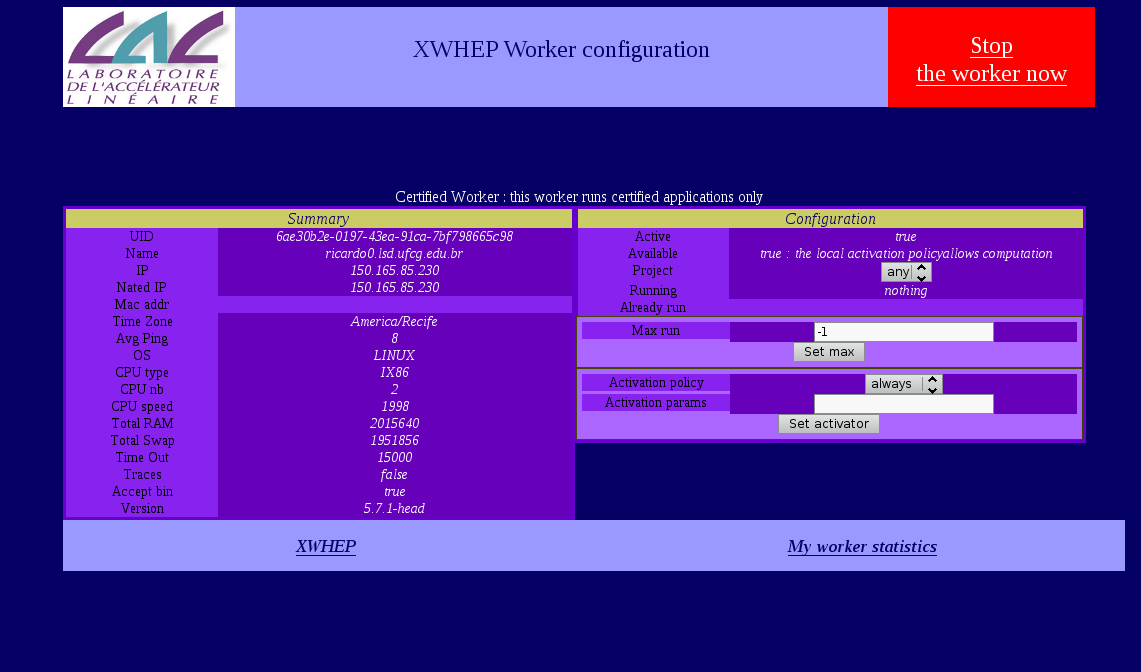 LABORATOIRE
DE L'ACCÉLÉRATEUR
LINÉAIRE
XWHEP Worker configuration
Stop
the worker now
Certified Worker : this worker runs certified applications only
Summary
UID 6ae30b2e-0197-43ea-91ca-7bf798665c98
Name ricardo0.lsd.ufcg.edu.br
IP 150.165.85.230
Nated IP 150.165.85.230
Mac addr
Time Zone America/Recife
Avg Ping 8
OS LINUX
CPU type IX86
CPU nb 2
CPU speed 1998
Total RAM 2015640
Total Swap 1951856
Time Out 15000
Traces false
Accept bin true
Version 5.7.1-head
Configuration
Active true
Available true : the local activation policyallows computation
Project any
Running nothing
Already run
Max run -1
Set max
Activation policy always
Activation params
Set activator
XWHEP My worker statistics